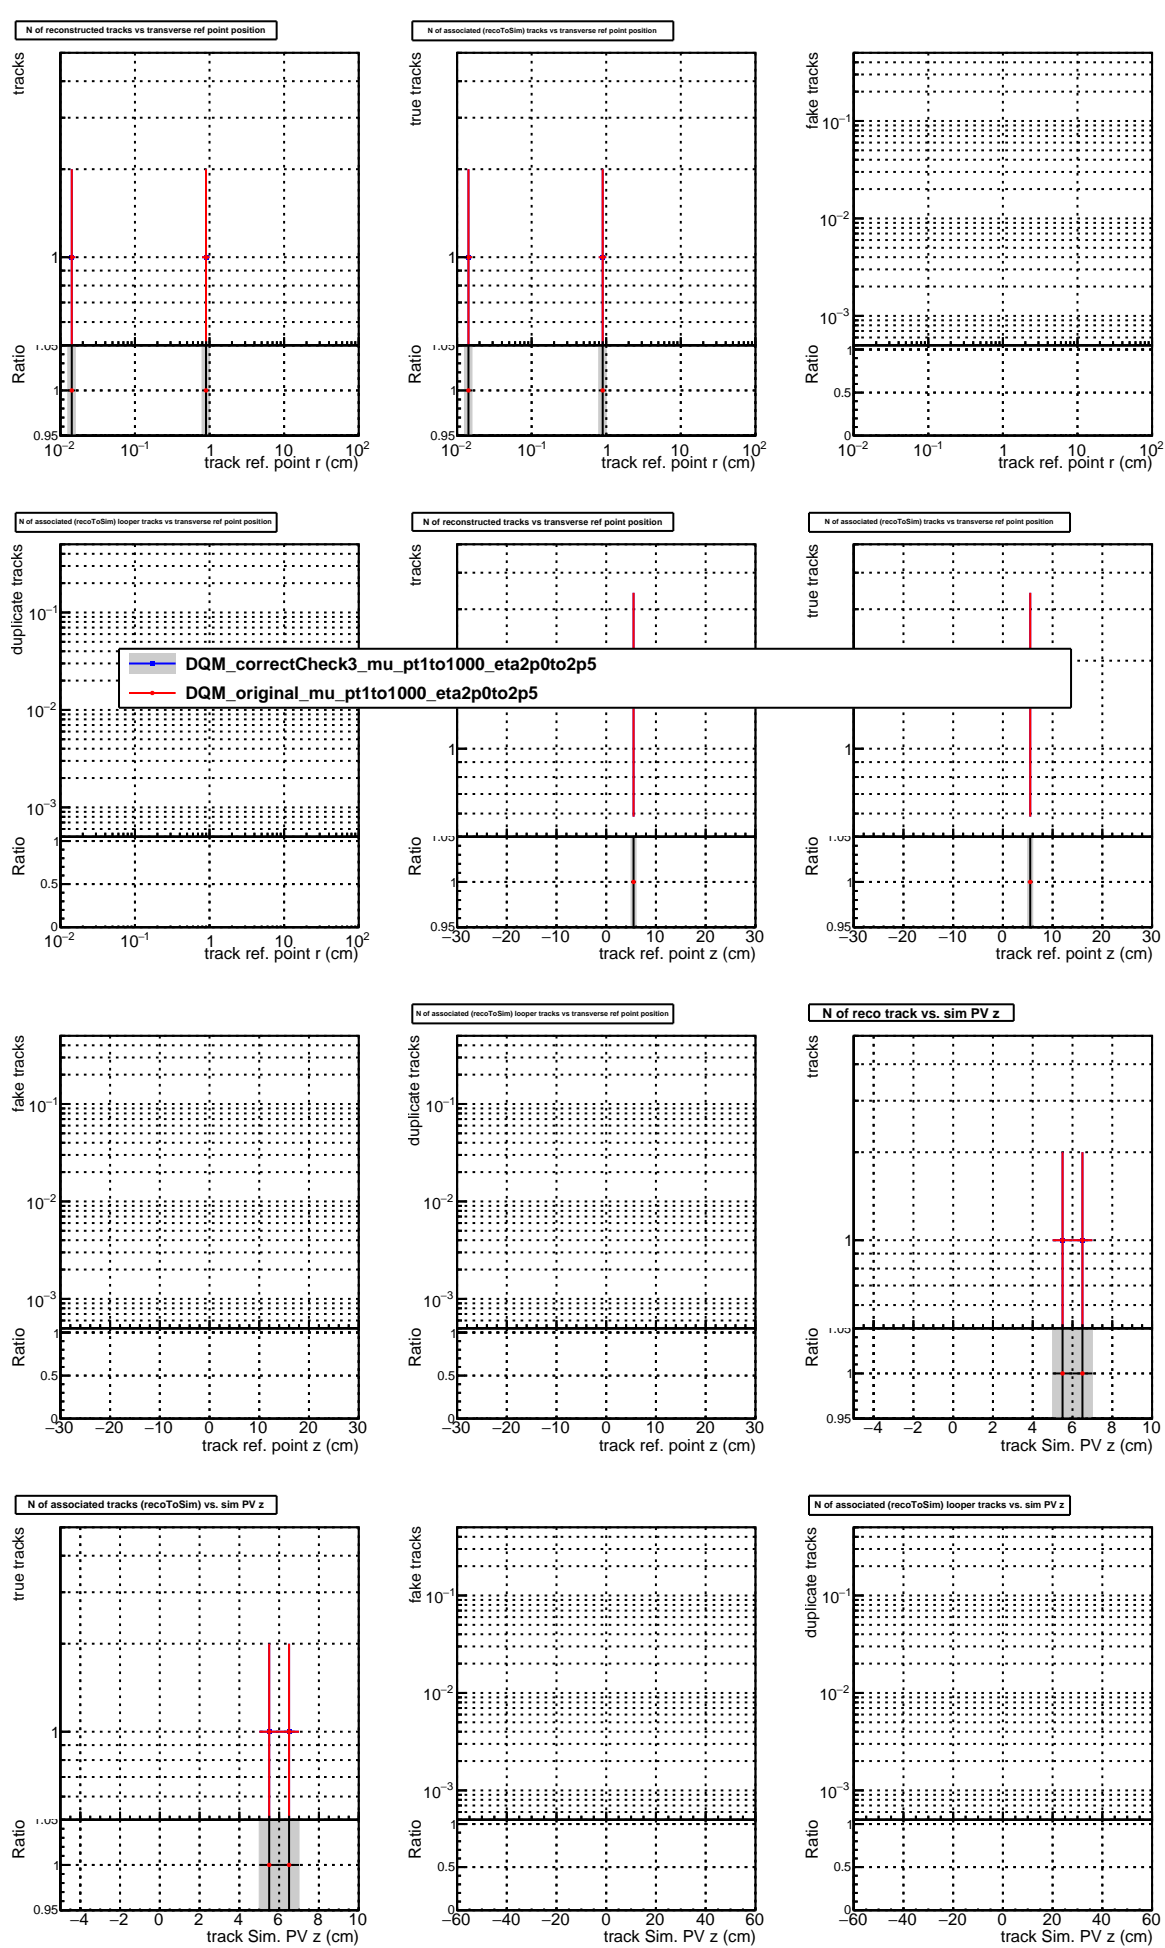 N of reconstructed tracks vs transverse ref point position
tracks
1
1.05
Ratio
1
0.95
10−2 10−1 1 10 102
track ref. point r (cm)
N of associated (recoToSim) tracks vs transverse ref point position
true tracks
1
1.05
Ratio
1
0.95
10−2 10−1 1 10 102
track ref. point r (cm)
fake tracks
10−1
10−2
10−3
Ratio
1
0.5
0
10−2 10−1 1 10 102
track ref. point r (cm)
N of associated (recoToSim) looper tracks vs transverse ref point position
duplicate tracks
10−1
10−2
10−3
Ratio
1
0.5
0
10−2 10−1 1 10 102
track ref. point r (cm)
N of reconstructed tracks vs transverse ref point position
tracks
1
1.05
Ratio
1
0.95
−30 −20 −10 0 10 20 30
track ref. point z (cm)
N of associated (recoToSim) tracks vs transverse ref point position
true tracks
1
1.05
Ratio
1
0.95
−30 −20 −10 0 10 20 30
track ref. point z (cm)
DQM_correctCheck3_mu_pt1to1000_eta2p0to2p5
DQM_original_mu_pt1to1000_eta2p0to2p5
fake tracks
10−1
10−2
10−3
Ratio
1
0.5
0
−30 −20 −10 0 10 20 30
track ref. point z (cm)
N of associated (recoToSim) looper tracks vs transverse ref point position
duplicate tracks
10−1
10−2
10−3
Ratio
1
0.5
0
−30 −20 −10 0 10 20 30
track ref. point z (cm)
N of reco track vs. sim PV z
tracks
1
1.05
Ratio
1
0.95
−4 −2 0 2 4 6 8 10
track Sim. PV z (cm)
N of associated tracks (recoToSim) vs. sim PV z
true tracks
1
1.05
Ratio
1
0.95
−4 −2 0 2 4 6 8 10
track Sim. PV z (cm)
fake tracks
10−1
10−2
10−3
Ratio
1
0.5
0
−60 −40 −20 0 20 40 60
track Sim. PV z (cm)
N of associated (recoToSim) looper tracks vs. sim PV z
duplicate tracks
10−1
10−2
10−3
Ratio
1
0.5
0
−60 −40 −20 0 20 40 60
track Sim. PV z (cm)